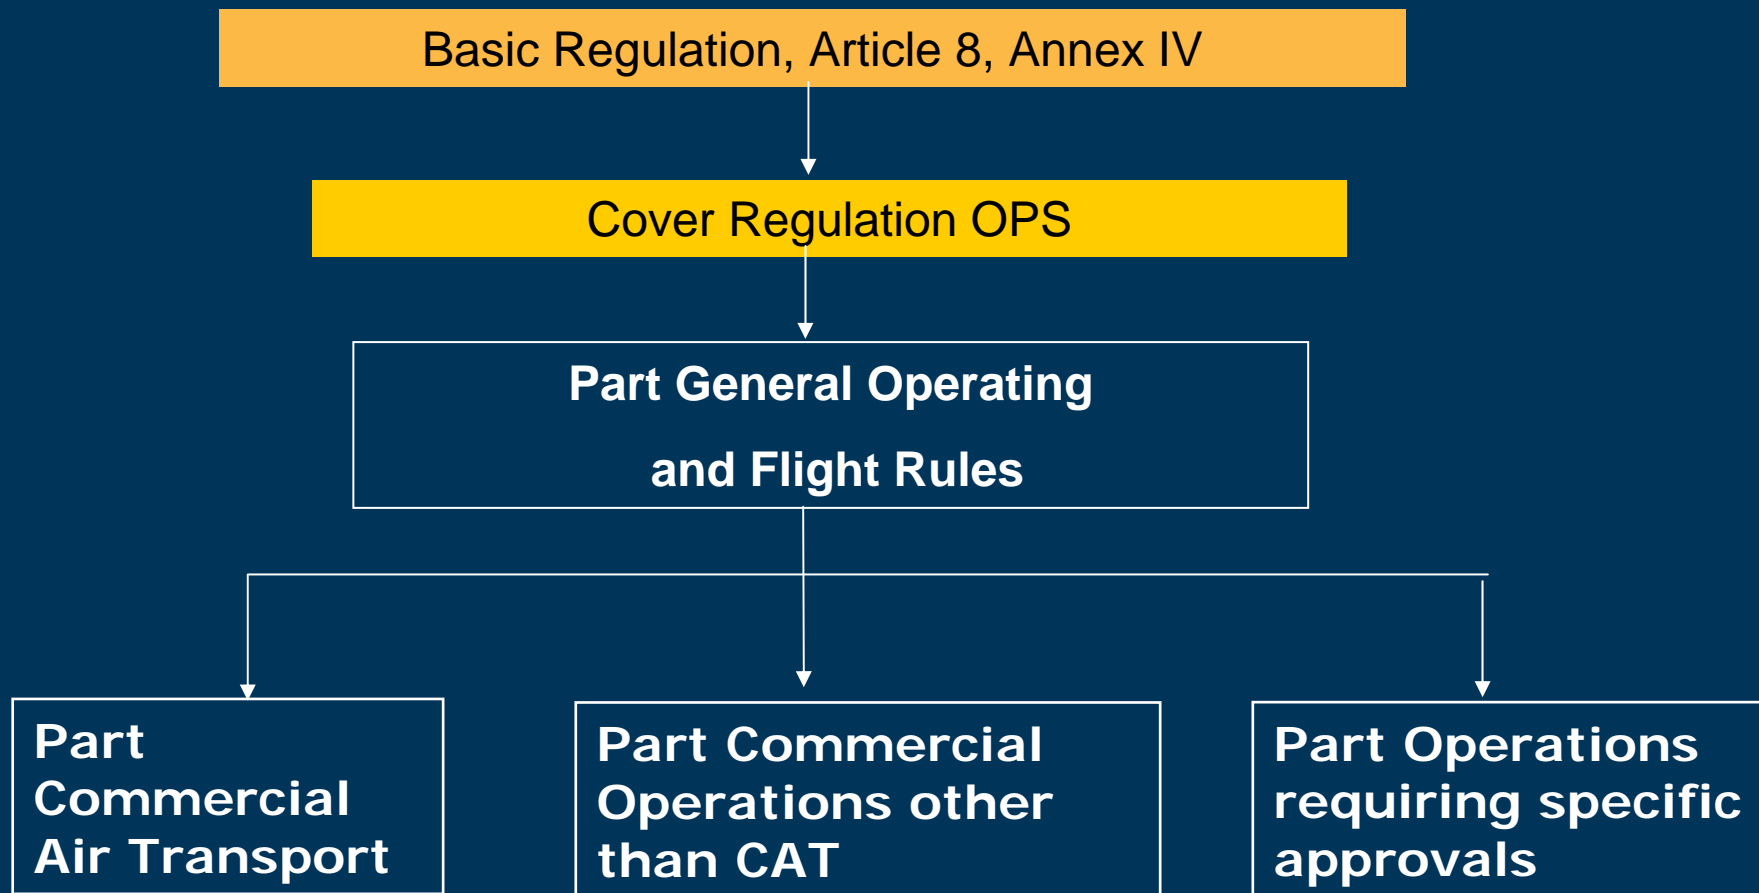 Basic Regulation, Article 8, Annex IV
Cover Regulation OPS
Part General Operating
and Flight Rules
Part
Commercial
Air Transport
Part Commercial
Operations other
than CAT
Part Operations
requiring specific
approvals